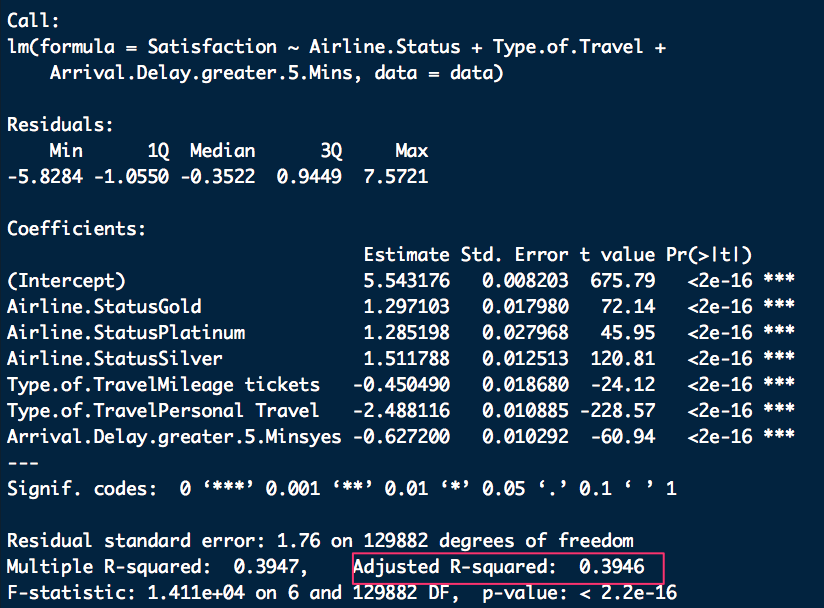 Call:
lm(formula = Satisfaction ~ Airline.Status + Type.of.Travel +
    Arrival.Delay.greater.5.Mins, data = data)

Residuals:
    Min      1Q  Median      3Q     Max
-5.8284 -1.0550 -0.3522  0.9449  7.5721

Coefficients:
                                 Estimate Std. Error t value Pr(>|t|)
(Intercept)                      5.543176   0.008203  675.79   <2e-16 ***
Airline.StatusGold               1.297103   0.017980   72.14   <2e-16 ***
Airline.StatusPlatinum           1.285198   0.027968   45.95   <2e-16 ***
Airline.StatusSilver             1.511788   0.012513  120.81   <2e-16 ***
Type.of.TravelMileage tickets   -0.450490   0.018680  -24.12   <2e-16 ***
Type.of.TravelPersonal Travel   -2.488116   0.010885 -228.57   <2e-16 ***
Arrival.Delay.greater.5.Minsyes -0.627200   0.010292  -60.94   <2e-16 ***
---
Signif. codes:  0 ‘***’ 0.001 ‘**’ 0.01 ‘*’ 0.05 ‘.’ 0.1 ‘ ’ 1

Residual standard error: 1.76 on 129882 degrees of freedom
Multiple R-squared:  0.3947,    Adjusted R-squared:  0.3946
F-statistic: 1.411e+04 on 6 and 129882 DF,  p-value: < 2.2e-16